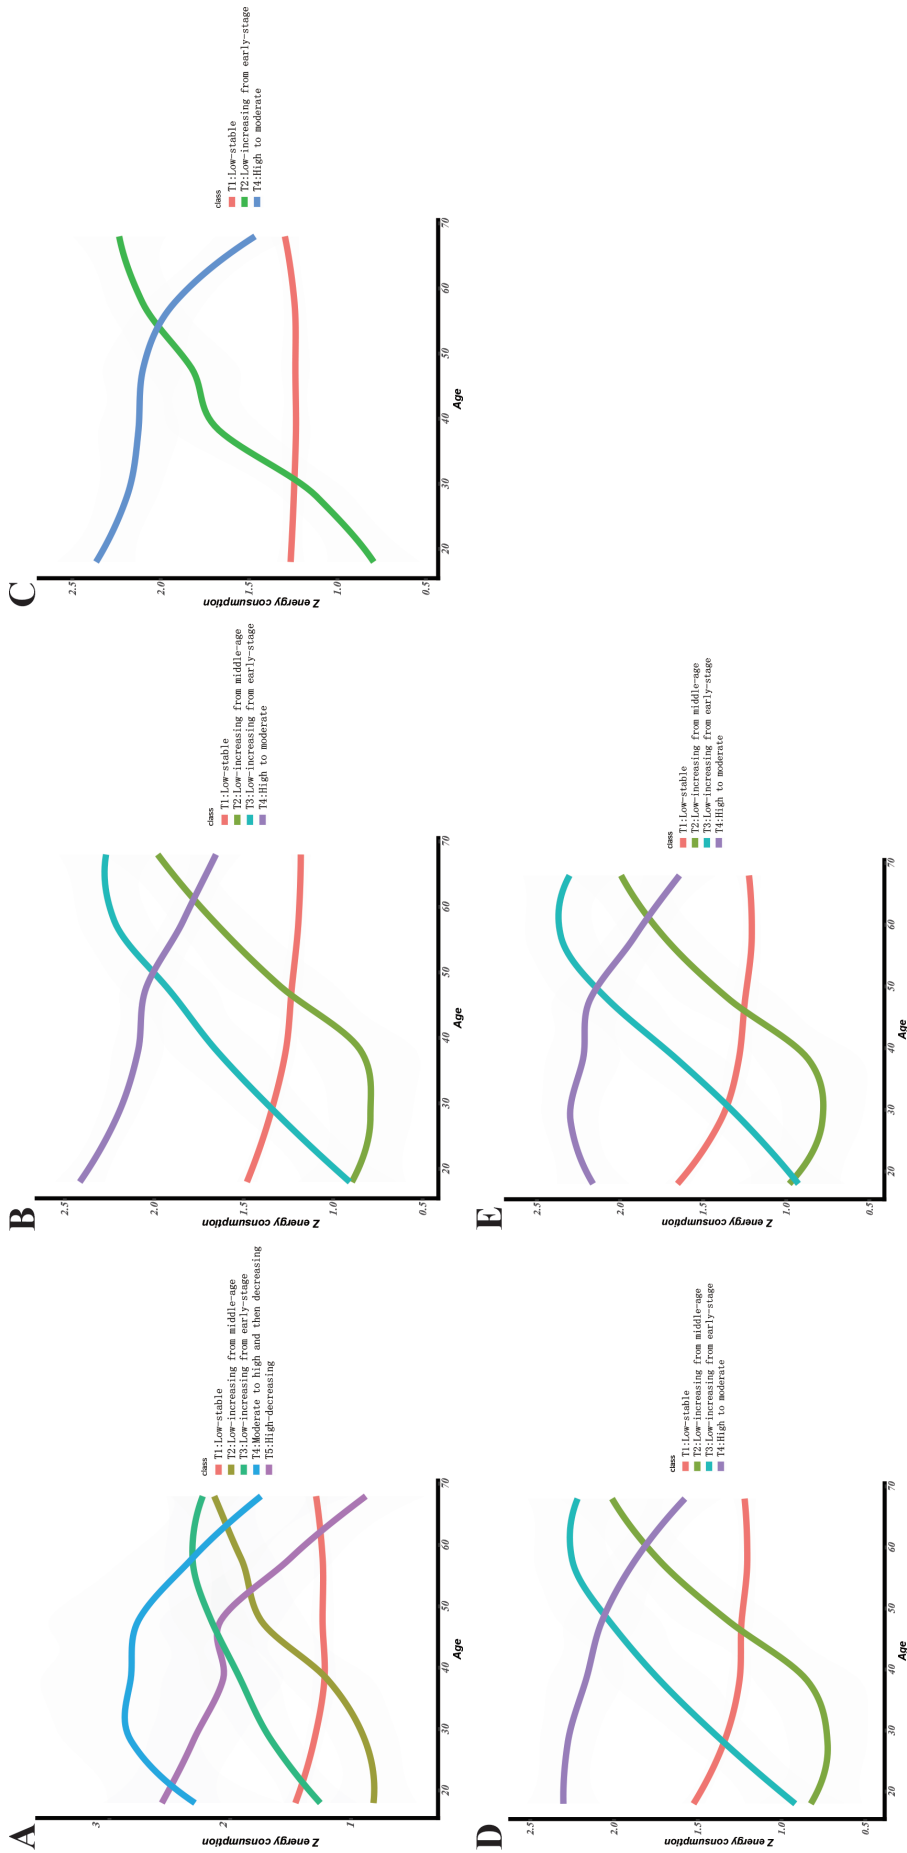 A
Z energy consumption
3
2
1
20
30
40
50
60
70
Age
class
T1:Low-stable
T2:Low-increasing from middle-age
T3:Low-increasing from early-stage
T4:Moderate to high and then decreasing
T5:High-decreasing
B
Z energy consumption
2.5
2.0
1.5
1.0
0.5
20
30
40
50
60
70
Age
class
T1:Low-stable
T2:Low-increasing from middle-age
T3:Low-increasing from early-stage
T4:High to moderate
C
Z energy consumption
2.5
2.0
1.5
1.0
0.5
20
30
40
50
60
70
Age
class
T1:Low-stable
T2:Low-increasing from early-stage
T4:High to moderate
D
Z energy consumption
2.5
2.0
1.5
1.0
0.5
20
30
40
50
60
70
Age
class
T1:Low-stable
T2:Low-increasing from middle-age
T3:Low-increasing from early-stage
T4:High to moderate
E
Z energy consumption
2.5
2.0
1.5
1.0
0.5
20
30
40
50
60
70
Age
class
T1:Low-stable
T2:Low-increasing from middle-age
T3:Low-increasing from early-stage
T4:High to moderate